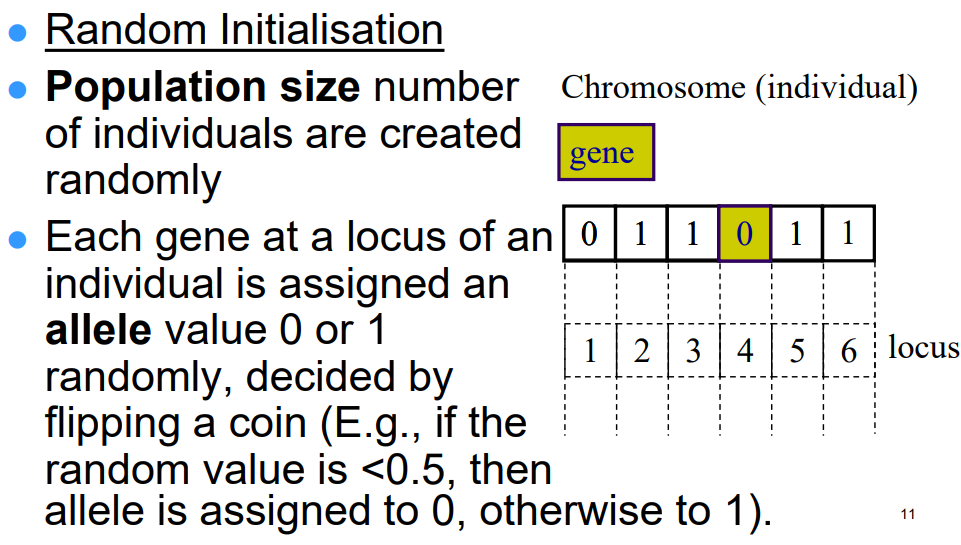 Random Initialisation
Population size number
of individuals are created
randomly
Each gene at a locus of an
individual is assigned an
allele value 0 or 1
randomly, decided by
flipping a coin (E.g., if the
random value is <0.5, then
allele is assigned to 0, otherwise to 1).
Chromosome (individual)
gene
0 1 1 0 1 1
1 2 3 4 5 6 locus
11